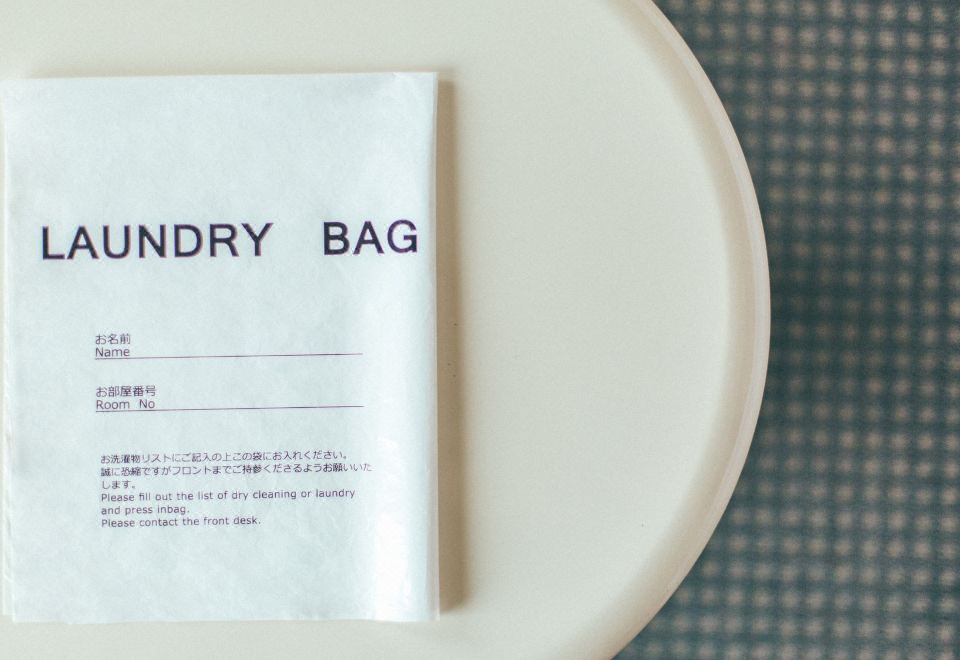 LAUNDRY BAG
お名前
Name
お部屋番号
Room No
お洗濯物リストにご記入の上この袋にお入れください。
誠に恐縮ですがフロントまでご持参くださるようお願いいた
します。
Please fill out the list of dry cleaning or laundry
and press inbag.
Please contact the front desk.